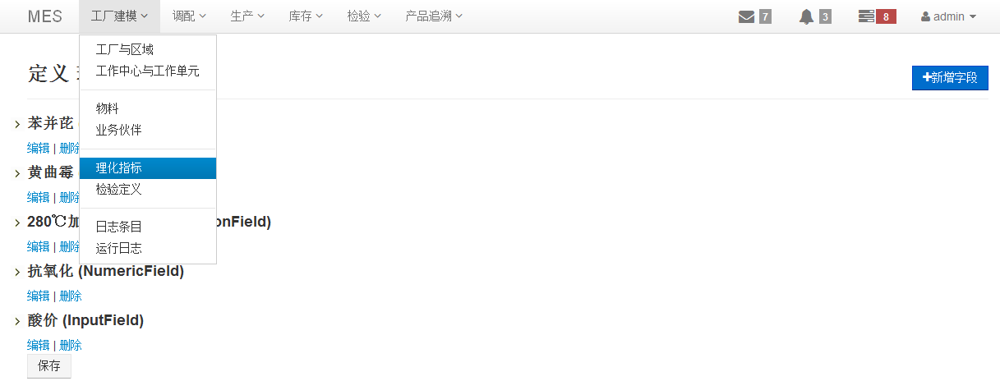 MES 工厂建模 调配 生产 库存 检验 产品追溯 7 3 8 admin
工厂与区域
工作中心与工作单元
定义
新增字段
物料
业务伙伴
苯并芘
编辑 | 删除
理化指标
黄曲霉
检验定义
编辑 | 删除
280℃加 onField)
日志条目
编辑 | 删除
运行日志
抗氧化 (NumericField)
编辑 | 删除
酸价 (InputField)
编辑 | 删除
保存